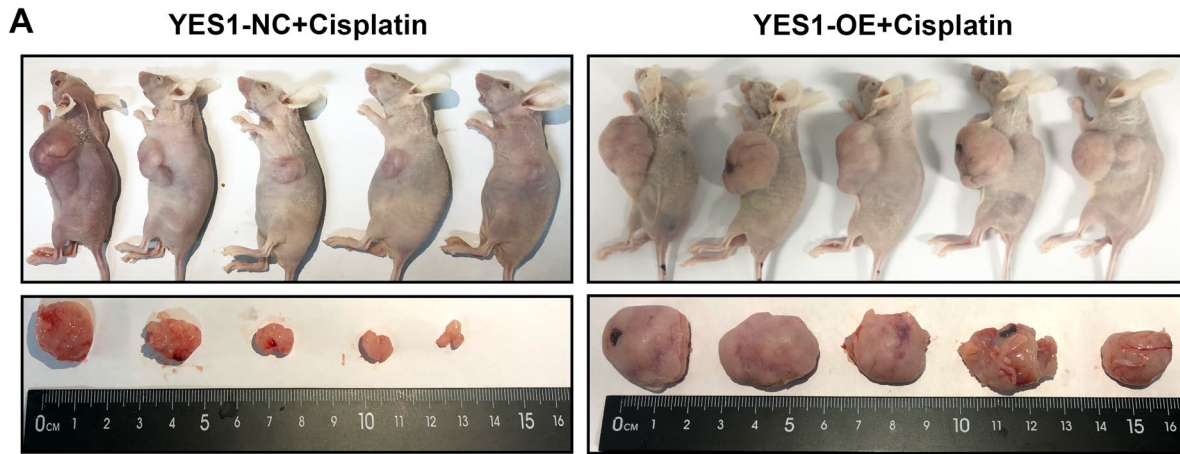 A
YES1-NC+Cisplatin
YES1-OE+Cisplatin
0CM 1 2 3 4 5 6 7 8 9 10 11 12 13 14 15 16
0CM 1 2 3 4 5 6 7 8 9 10 11 12 13 14 15 16